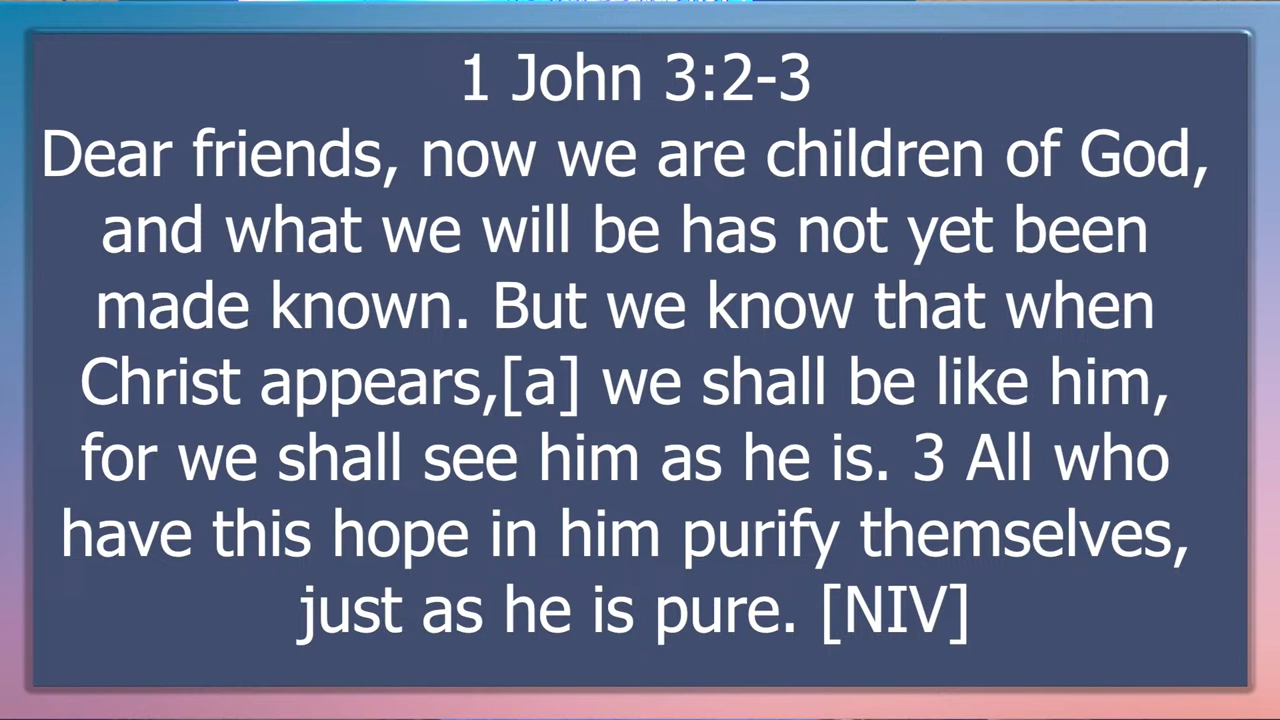 1 John 3:2-3
Dear friends, now we are children of God,
and what we will be has not yet been
made known. But we know that when
Christ appears,[a] we shall be like him,
for we shall see him as he is. 3 All who
have this hope in him purify themselves,
just as he is pure. [NIV]